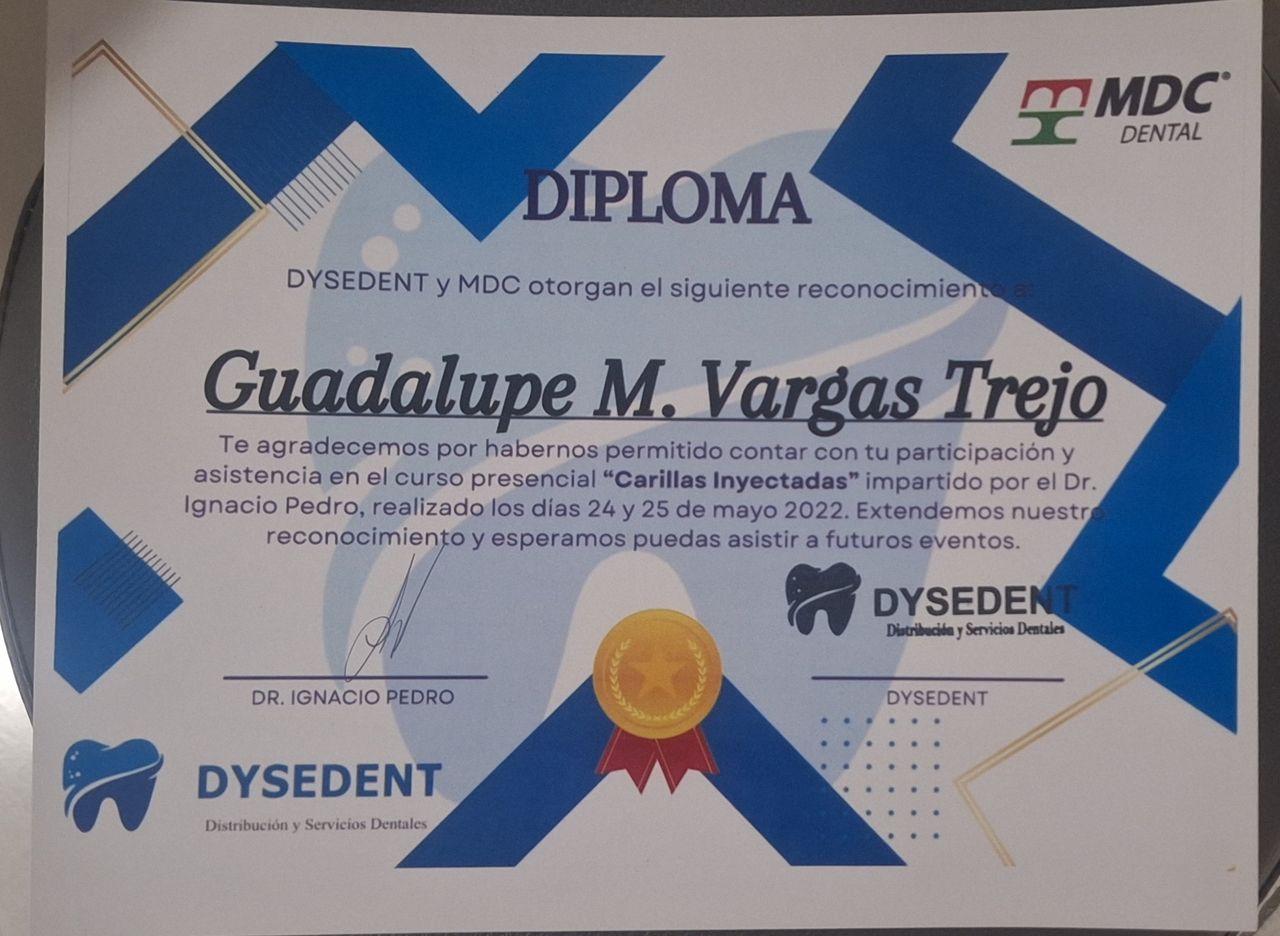 MDC®
DENTAL
DIPLOMA
DYSEDENT y MDC otorgan el siguiente reconocimiento a:
Guadalupe M. Vargas Trejo
Te agradecemos por habernos permitido contar con tu participación y
asistencia en el curso presencial “Carillas Inyectadas” impartido por el Dr.
Ignacio Pedro, realizado los días 24 y 25 de mayo 2022. Extendemos nuestro
reconocimiento y esperamos puedas asistir a futuros eventos.
DYSEDENT
Distribución y Servicios Dentales
DR. IGNACIO PEDRO
DYSEDENT
DYSEDENT
Distribución y Servicios Dentales